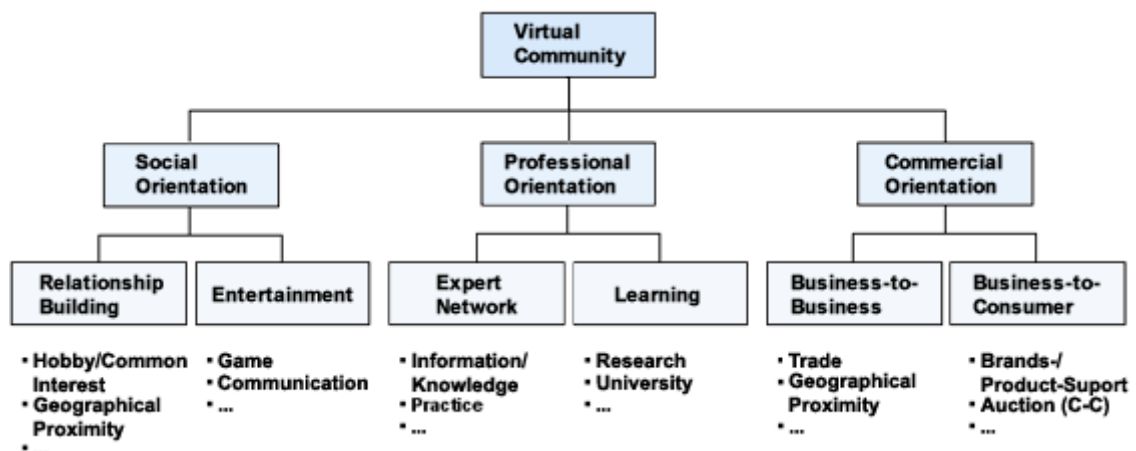 Virtual
Community
Social
Orientation
Professional
Orientation
Commercial
Orientation
Relationship
Building
Entertainment
Expert
Network
Learning
Business-to-
Business
Business-to-
Consumer
▪ Hobby/Common
Interest
▪ Geographical
Proximity
▪ ...
▪ Game
▪ Communication
▪ ...
▪ Information/
Knowledge
▪ Practice
▪ ...
▪ Research
▪ University
▪ ...
▪ Trade
▪ Geographical
Proximity
▪ ...
▪ Brands-/
Product-Suport
▪ Auction (C-C)
▪ ...